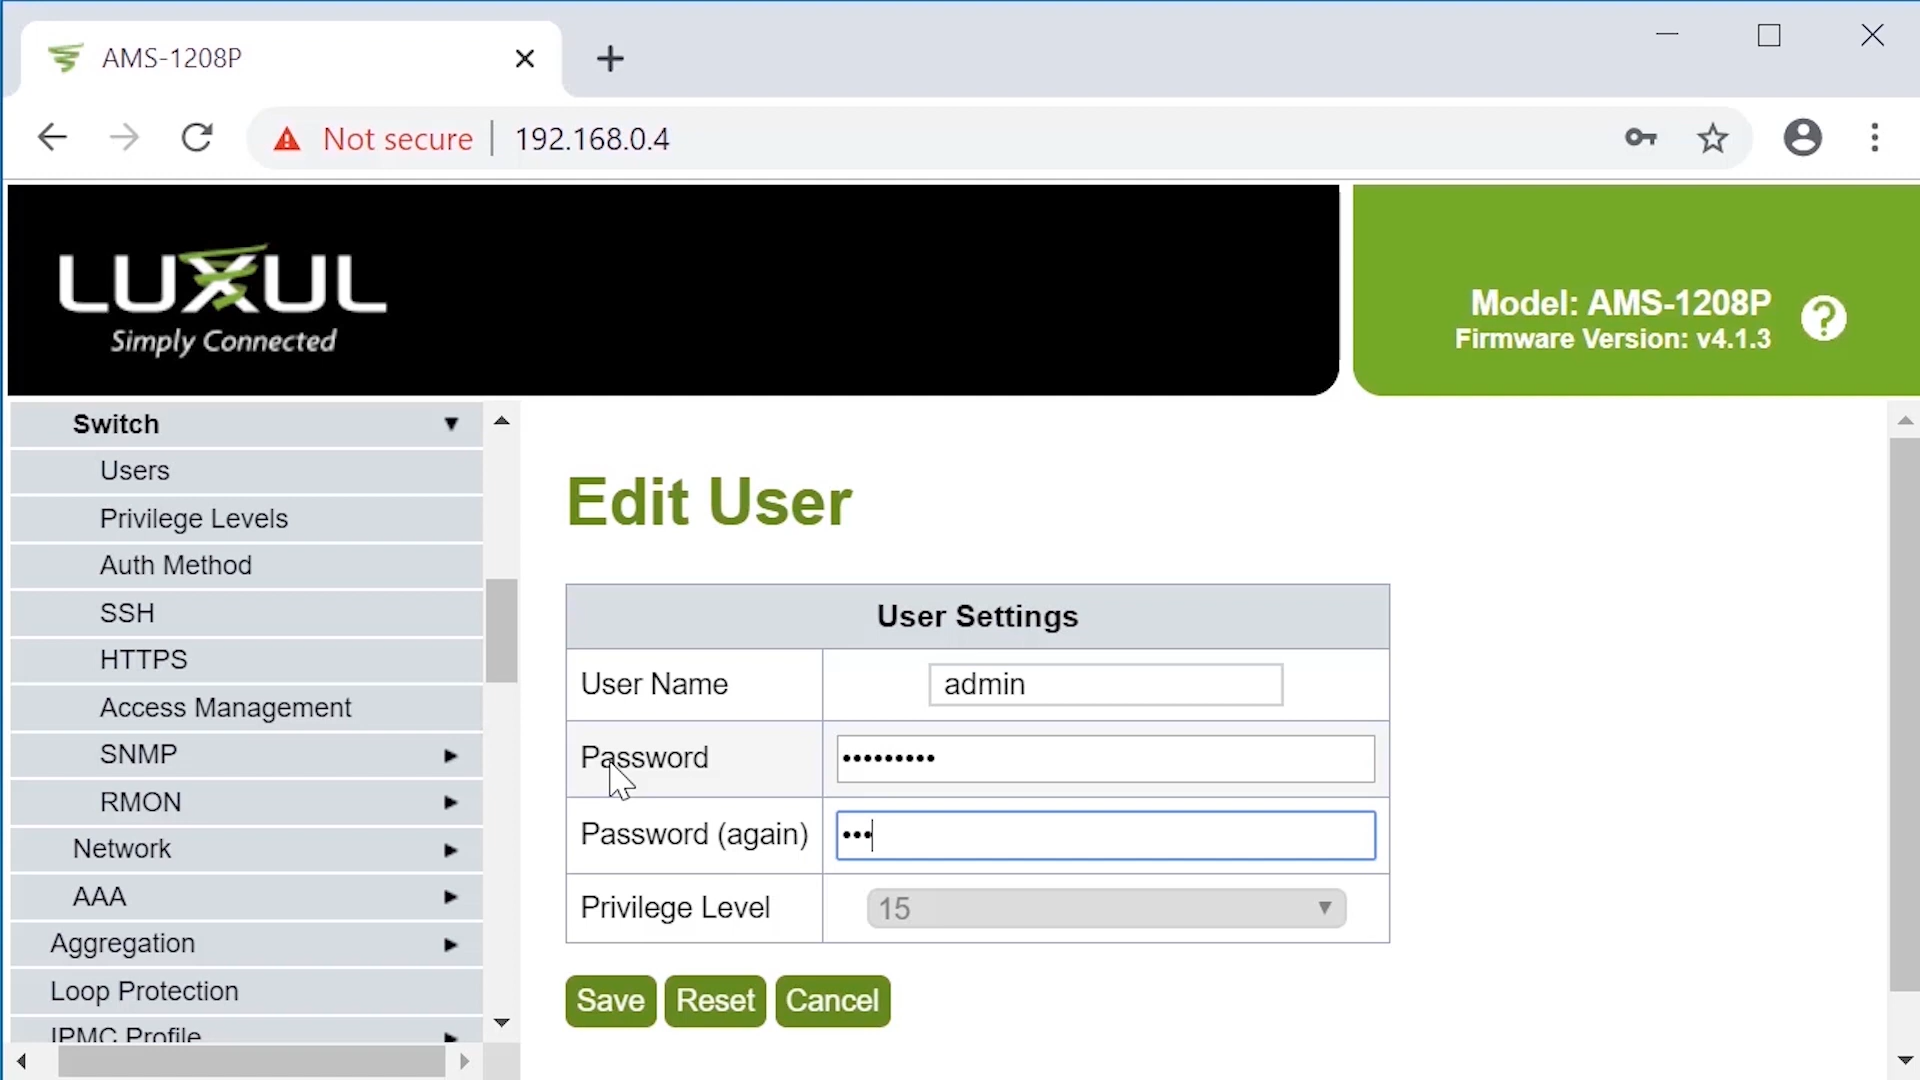 AMS-1208P
Not secure 192.168.0.4
LUXUL
Simply Connected
Model: AMS-1208P
Firmware Version: v4.1.3
Switch
Users
Privilege Levels
Auth Method
SSH
HTTPS
Access Management
SNMP
RMON
Network
AAA
Aggregation
Loop Protection
IPMC Profile
Edit User
User Settings
User Name admin
Password •••••••••
Password (again) •••
Privilege Level 15
Save Reset Cancel